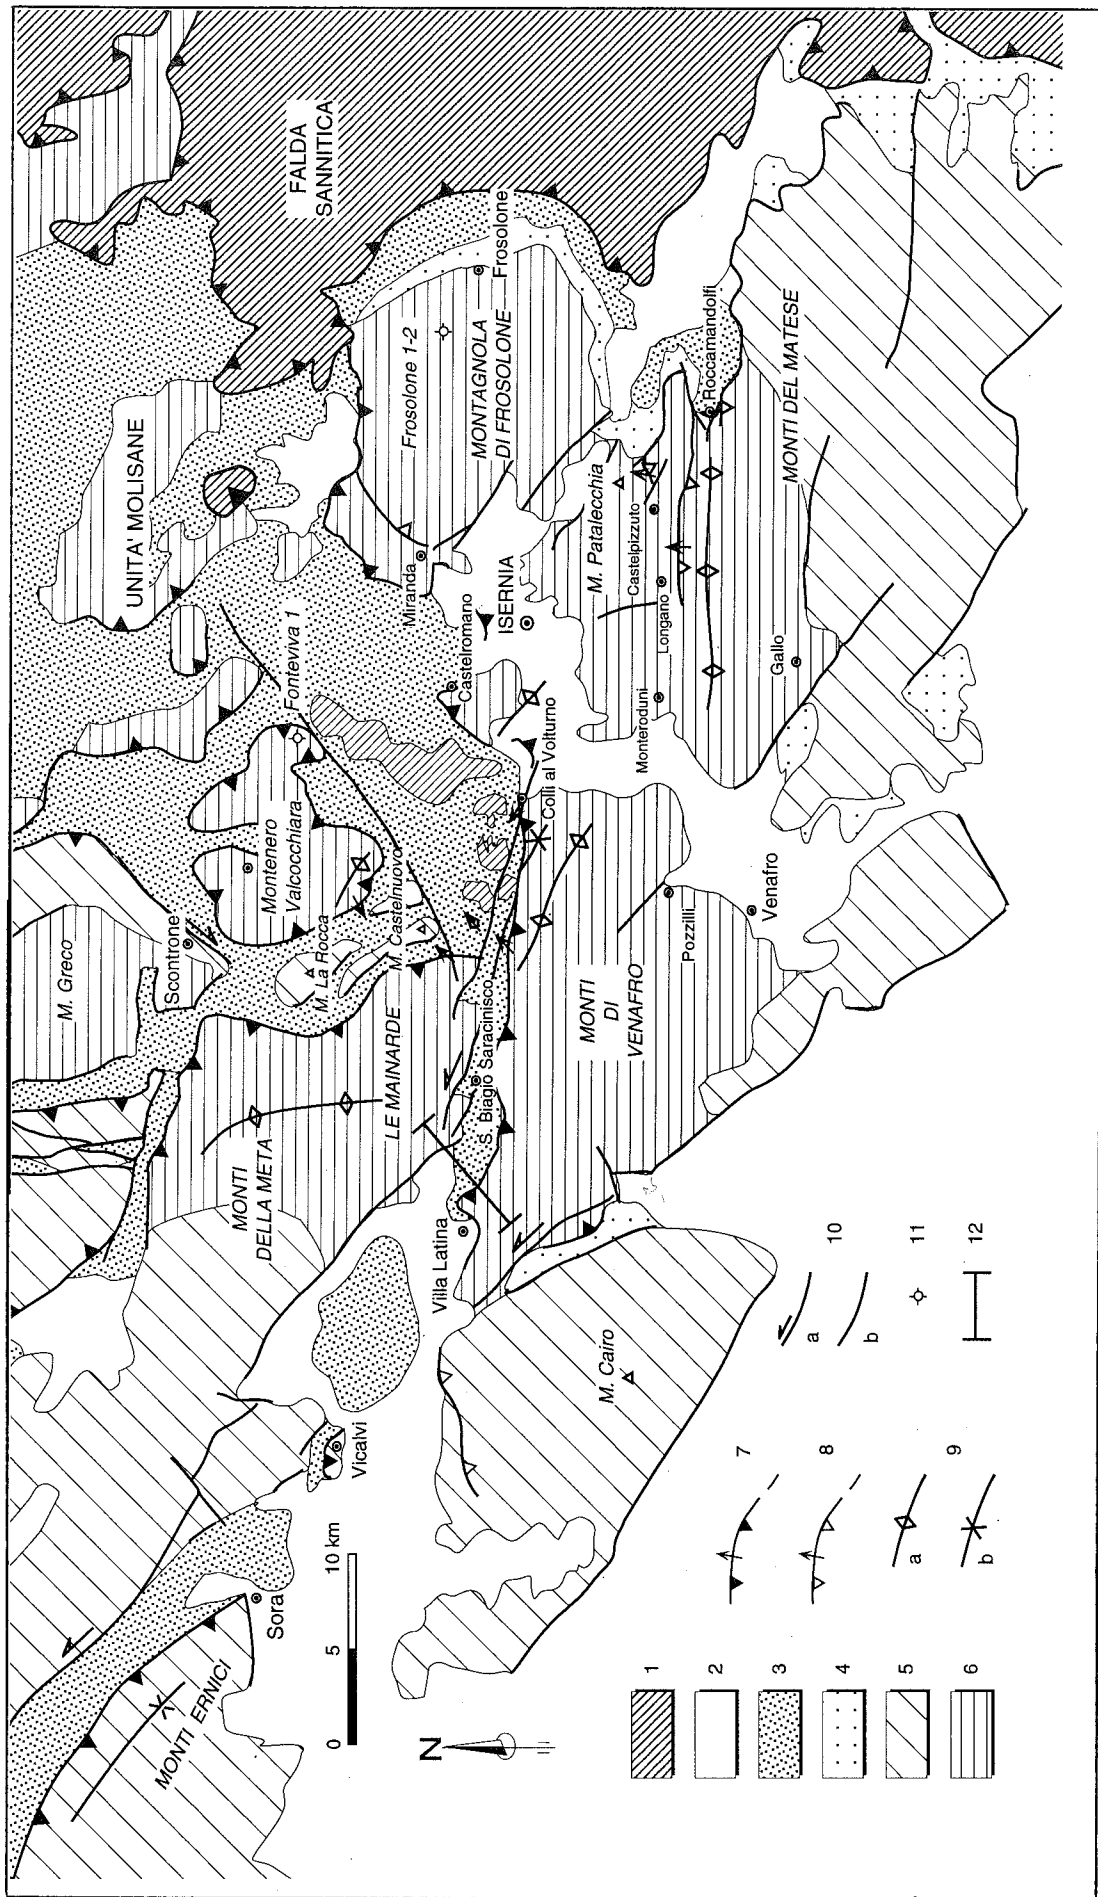 FALDA
SANNITICA
UNITA' MOLISANE
M. Greco
Scontrone
Montenero
Valcocchiara
Fonteviva 1
M. La Rocca
M. Castelnuovo
MONTI
DELLA META
LE MAINARDE
S. Biagio Saracinisco
Villa Latina
Vicalvi
Sora
MONTI ERNICI
Frosolone 1-2
MONTAGNOLA
DI FROSOLONE
Frosolone
Miranda
Castelromano
ISERNIA
Colli al Volturno
M. Patalecchia
Castelpizzuto
Longano
Monteroduni
Roccamandolfi
MONTI DEL MATESE
Gallo
MONTI
DI
VENAFRO
Pozzilli
Venafro
M. Cairo
0
5
10 km
N
1
2
3
4
5
6
7
8
a
b
9
a
b
10
11
12